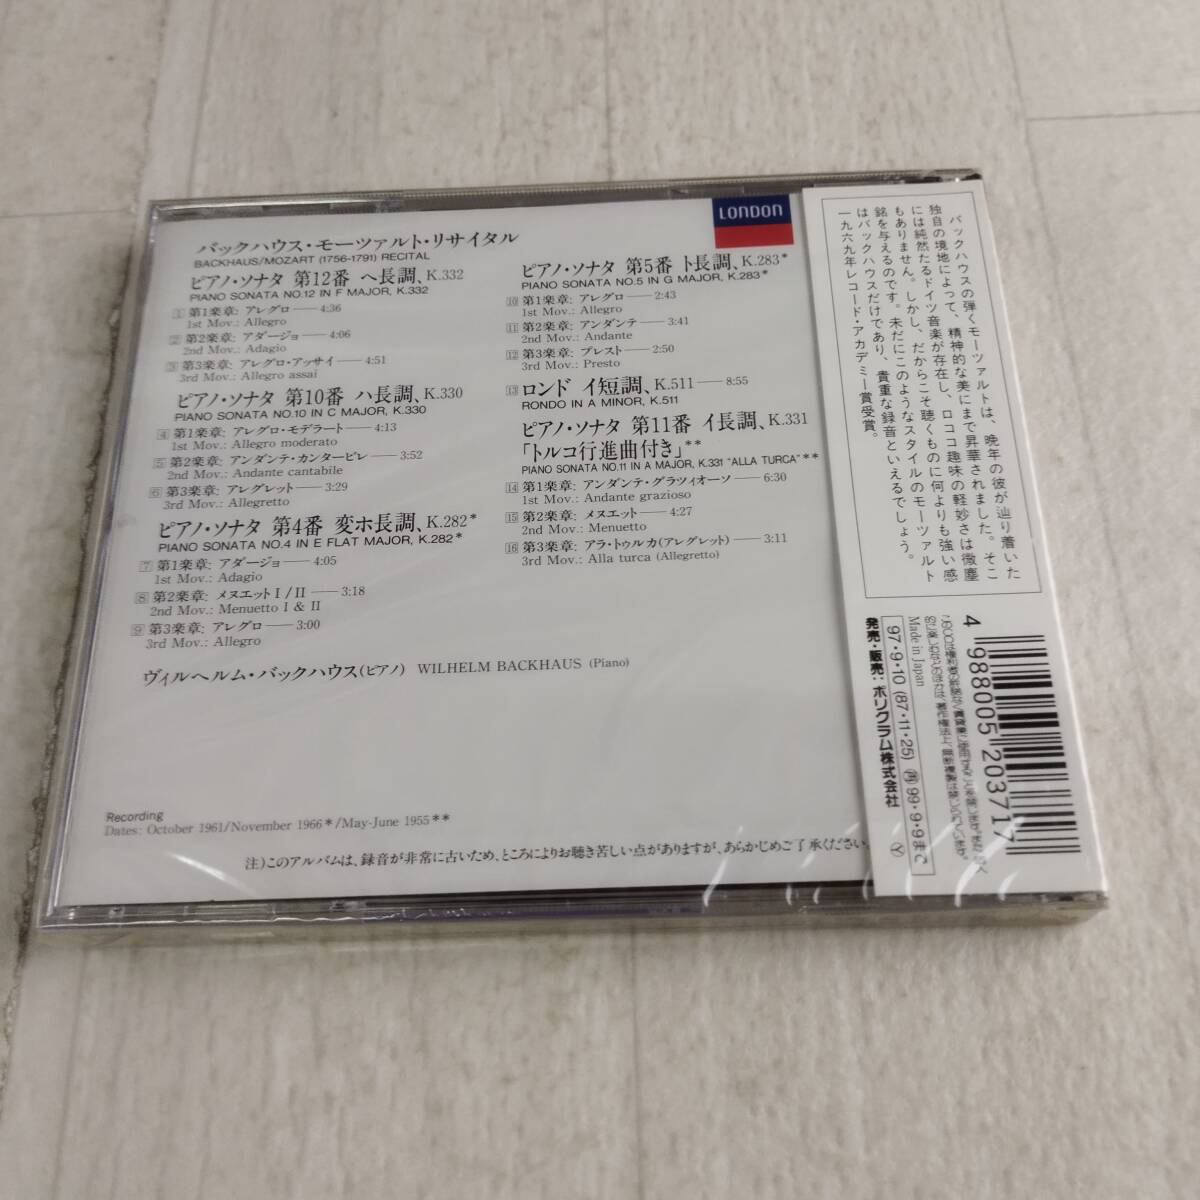 LONDON
バックハウス・モーツァルト・リサイタル
BACKHAUS/MOZART (1756-1791) RECITAL
ピアノ・ソナタ 第12番 ヘ長調、K.332
PIANO SONATA NO.12 IN F MAJOR, K.332
1 第1楽章: アレグロ——4:36
1st Mov.: Allegro
2 第2楽章: アダージョ——4:06
2nd Mov.: Adagio
3 第3楽章: アレグロ・アッサイ——4:51
3rd Mov.: Allegro assai
ピアノ・ソナタ 第10番 ハ長調、K.330
PIANO SONATA NO.10 IN C MAJOR, K.330
4 第1楽章: アレグロ・モデラート——4:13
1st Mov.: Allegro moderato
5 第2楽章: アンダンテ・カンタービレ——3:52
2nd Mov.: Andante cantabile
6 第3楽章: アレグレット——3:29
3rd Mov.: Allegretto
ピアノ・ソナタ 第4番 変ホ長調、K.282*
PIANO SONATA NO.4 IN E FLAT MAJOR, K.282*
7 第1楽章: アダージョ——4:05
1st Mov.: Adagio
8 第2楽章: メヌエットⅠ/Ⅱ——3:18
2nd Mov.: Menuetto I & II
9 第3楽章: アレグロ——3:00
3rd Mov.: Allegro
ピアノ・ソナタ 第5番 ト長調、K.283*
PIANO SONATA NO.5 IN G MAJOR, K.283*
10 第1楽章: アレグロ——2:43
1st Mov.: Allegro
11 第2楽章: アンダンテ——3:41
2nd Mov.: Andante
12 第3楽章: プレスト——2:50
3rd Mov.: Presto
13 ロンド イ短調、K.511——8:55
RONDO IN A MINOR, K.511
ピアノ・ソナタ 第11番 イ長調、K.331
「トルコ行進曲付き」**
PIANO SONATA NO.11 IN A MAJOR, K.331 "ALLA TURCA"**
14 第1楽章: アンダンテ・グラツィオーソ——6:30
1st Mov.: Andante grazioso
15 第2楽章: メヌエット——4:27
2nd Mov.: Menuetto
16 第3楽章: アラ・トゥルカ(アレグレット)——3:11
3rd Mov.: Alla turca (Allegretto)
ヴィルヘルム・バックハウス(ピアノ) WILHELM BACKHAUS (Piano)
Recording
Dates: October 1961/November 1966*/May-June 1955**
注)このアルバムは、録音が非常に古いため、ところによりお聴き苦しい点がありますが、あらかじめご了承ください。
バックハウスの弾くモーツァルトは、晩年の彼が辿り着いた
独自の境地によって、精神的な美にまで昇華されました。そこ
には純然たるドイツ音楽が存在し、ロココ趣味の軽妙さは微塵
もありません。しかし、だからこそ聴くものに何よりも強い感
銘を与えるのです。未だにこのようなスタイルのモーツァルト
はバックハウスだけであり、貴重な録音といえるでしょう。
一九六九年レコード・アカデミー賞受賞。
4 988005 203717
Made in Japan
97・9・10 (87・11・25) 再 99・9・9まで Y
発売・販売: ポリグラム株式会社